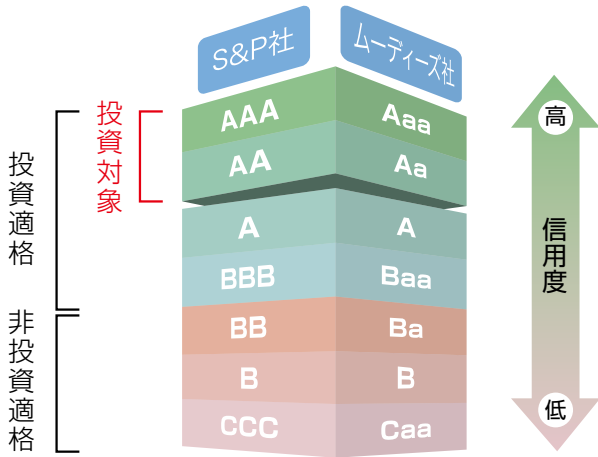 S&P社
ムーディーズ社
AAA
Aaa
AA
Aa
A
A
BBB
Baa
BB
Ba
B
B
CCC
Caa
投資対象
投資適格
非投資適格
高
信用度
低